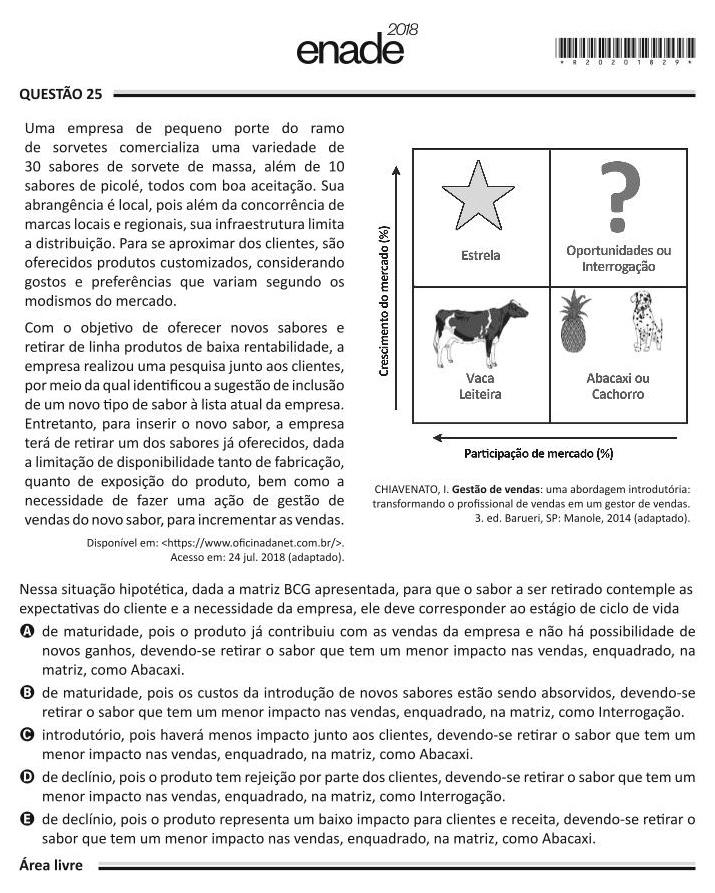 enade 2018
*R20201829*
QUESTÃO 25
Uma empresa de pequeno porte do ramo
de sorvetes comercializa uma variedade de
30 sabores de sorvete de massa, além de 10
sabores de picolé, todos com boa aceitação. Sua
abrangência é local, pois além da concorrência de
marcas locais e regionais, sua infraestrutura limita
a distribuição. Para se aproximar dos clientes, são
oferecidos produtos customizados, considerando
gostos e preferências que variam segundo os
modismos do mercado.
Com o objetivo de oferecer novos sabores e
retirar de linha produtos de baixa rentabilidade, a
empresa realizou uma pesquisa junto aos clientes,
por meio da qual identificou a sugestão de inclusão
de um novo tipo de sabor à lista atual da empresa.
Entretanto, para inserir o novo sabor, a empresa
terá de retirar um dos sabores já oferecidos, dada
a limitação de disponibilidade tanto de fabricação,
quanto de exposição do produto, bem como a
necessidade de fazer uma ação de gestão de
vendas do novo sabor, para incrementar as vendas.
Disponível em: <https://www.oficinadanet.com.br/>.
Acesso em: 24 jul. 2018 (adaptado).
Crescimento do mercado (%)
Estrela
?
Oportunidades ou
Interrogação
Vaca
Leiteira
Abacaxi ou
Cachorro
Participação de mercado (%)
CHIAVENATO, I. Gestão de vendas: uma abordagem introdutória:
transformando o profissional de vendas em um gestor de vendas.
3. ed. Barueri, SP: Manole, 2014 (adaptado).
Nessa situação hipotética, dada a matriz BCG apresentada, para que o sabor a ser retirado contemple as
expectativas do cliente e a necessidade da empresa, ele deve corresponder ao estágio de ciclo de vida
A de maturidade, pois o produto já contribuiu com as vendas da empresa e não há possibilidade de
novos ganhos, devendo-se retirar o sabor que tem um menor impacto nas vendas, enquadrado, na
matriz, como Abacaxi.
B de maturidade, pois os custos da introdução de novos sabores estão sendo absorvidos, devendo-se
retirar o sabor que tem um menor impacto nas vendas, enquadrado, na matriz, como Interrogação.
C introdutório, pois haverá menos impacto junto aos clientes, devendo-se retirar o sabor que tem um
menor impacto nas vendas, enquadrado, na matriz, como Abacaxi.
D de declínio, pois o produto tem rejeição por parte dos clientes, devendo-se retirar o sabor que tem um
menor impacto nas vendas, enquadrado, na matriz, como Interrogação.
E de declínio, pois o produto representa um baixo impacto para clientes e receita, devendo-se retirar o
sabor que tem um menor impacto nas vendas, enquadrado, na matriz, como Abacaxi.
Área livre